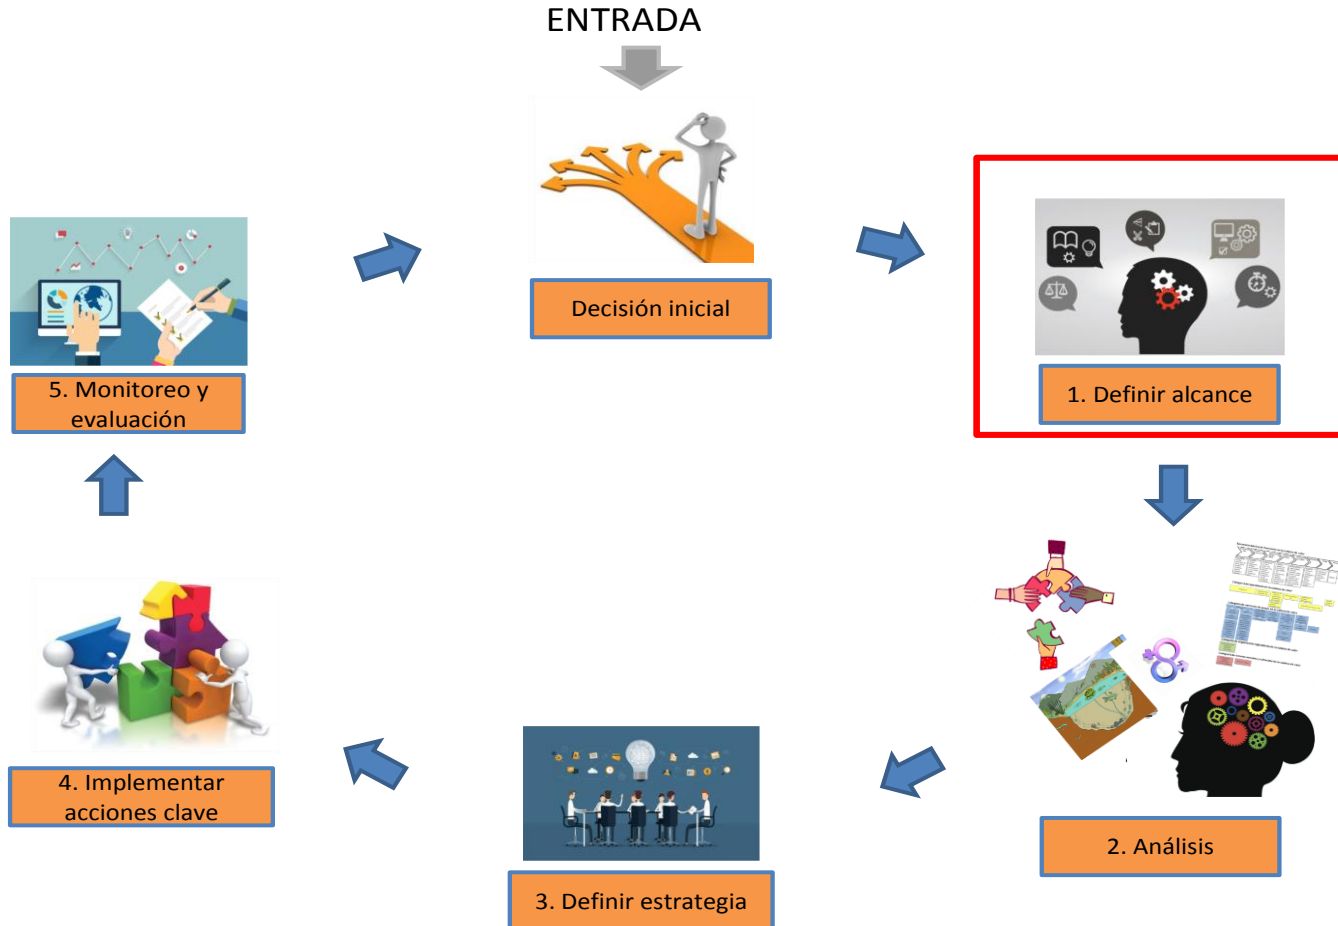 ENTRADA
Decisión inicial
1. Definir alcance
2. Análisis
3. Definir estrategia
4. Implementar
acciones clave
5. Monitoreo y
evaluación